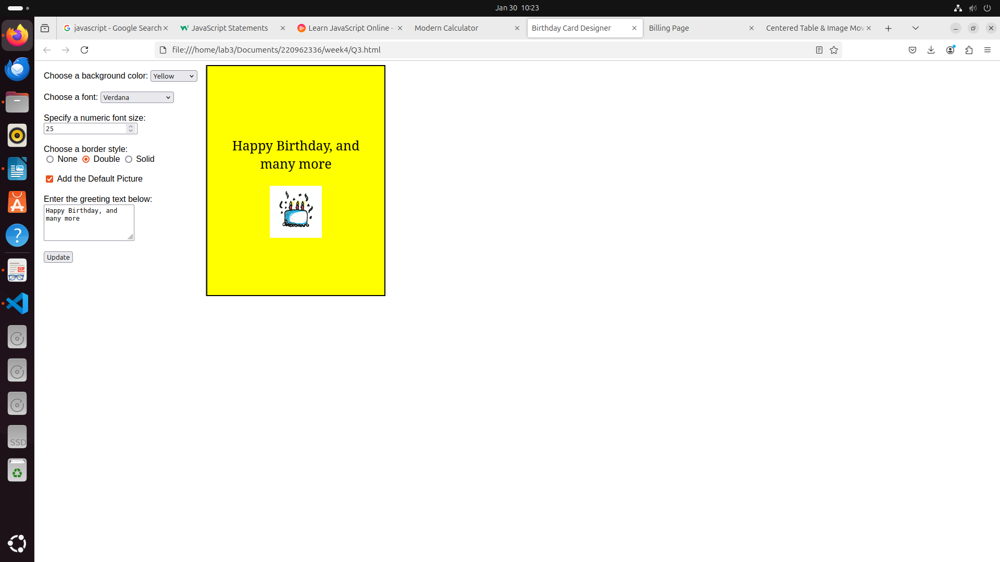 Jan 30 10:23
javascript - Google Search
JavaScript Statements
Learn JavaScript Online -
Modern Calculator
Birthday Card Designer
Billing Page
Centered Table & Image Mov
file:///home/lab3/Documents/220962336/week4/Q3.html
Choose a background color: Yellow
Choose a font: Verdana
Specify a numeric font size:
25
Choose a border style:
None Double Solid
Add the Default Picture
Enter the greeting text below:
Happy Birthday, and
many more
Update
Happy Birthday, and
many more
SSD